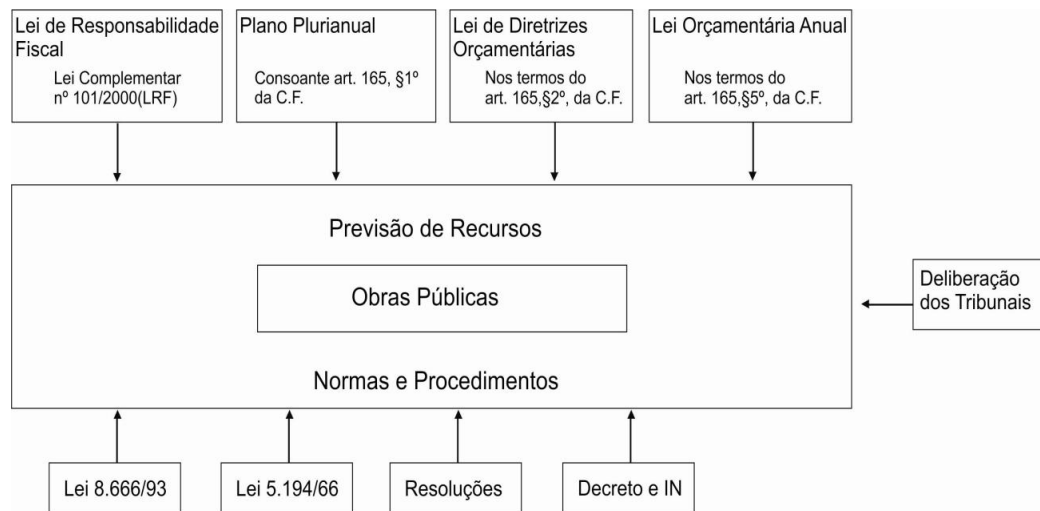 Lei de Responsabilidade
Fiscal
Lei Complementar
nº 101/2000(LRF)
Plano Plurianual
Consoante art. 165, §1º
da C.F.
Lei de Diretrizes
Orçamentárias
Nos termos do
art. 165,§2º, da C.F.
Lei Orçamentária Anual
Nos termos do
art. 165,§5º, da C.F.
Previsão de Recursos
Obras Públicas
Normas e Procedimentos
Deliberação
dos Tribunais
Lei 8.666/93
Lei 5.194/66
Resoluções
Decreto e IN